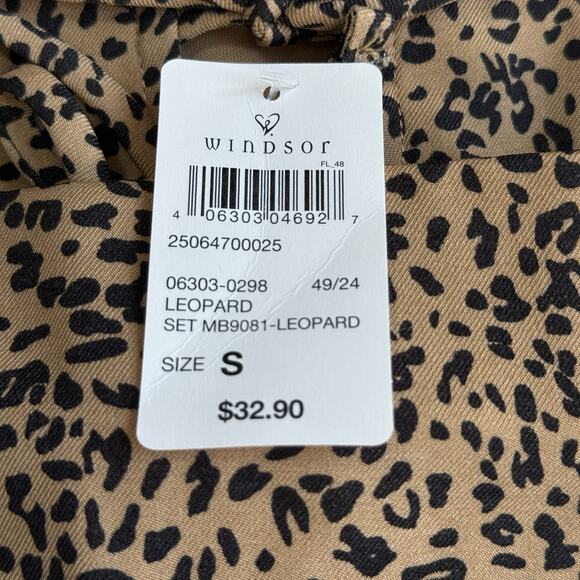 WINDSOR
FL_48
4 06303 04692 7
25064700025
06303-0298 49/24
LEOPARD
SET MB9081-LEOPARD
SIZE S
$32.90